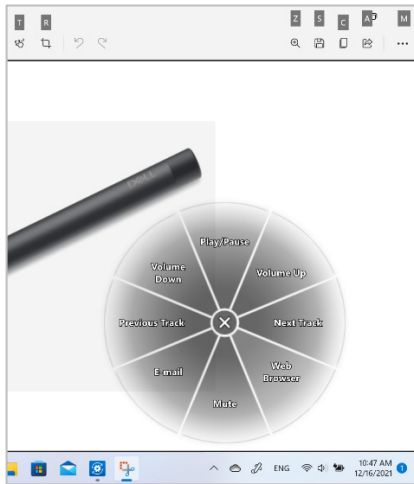 T R Z S C A M
DELL
Play/Pause
Volume Up
Next Track
Web
Browser
Mute
E-mail
Previous Track
Volume
Down
ENG
10:47 AM
12/16/2021
1